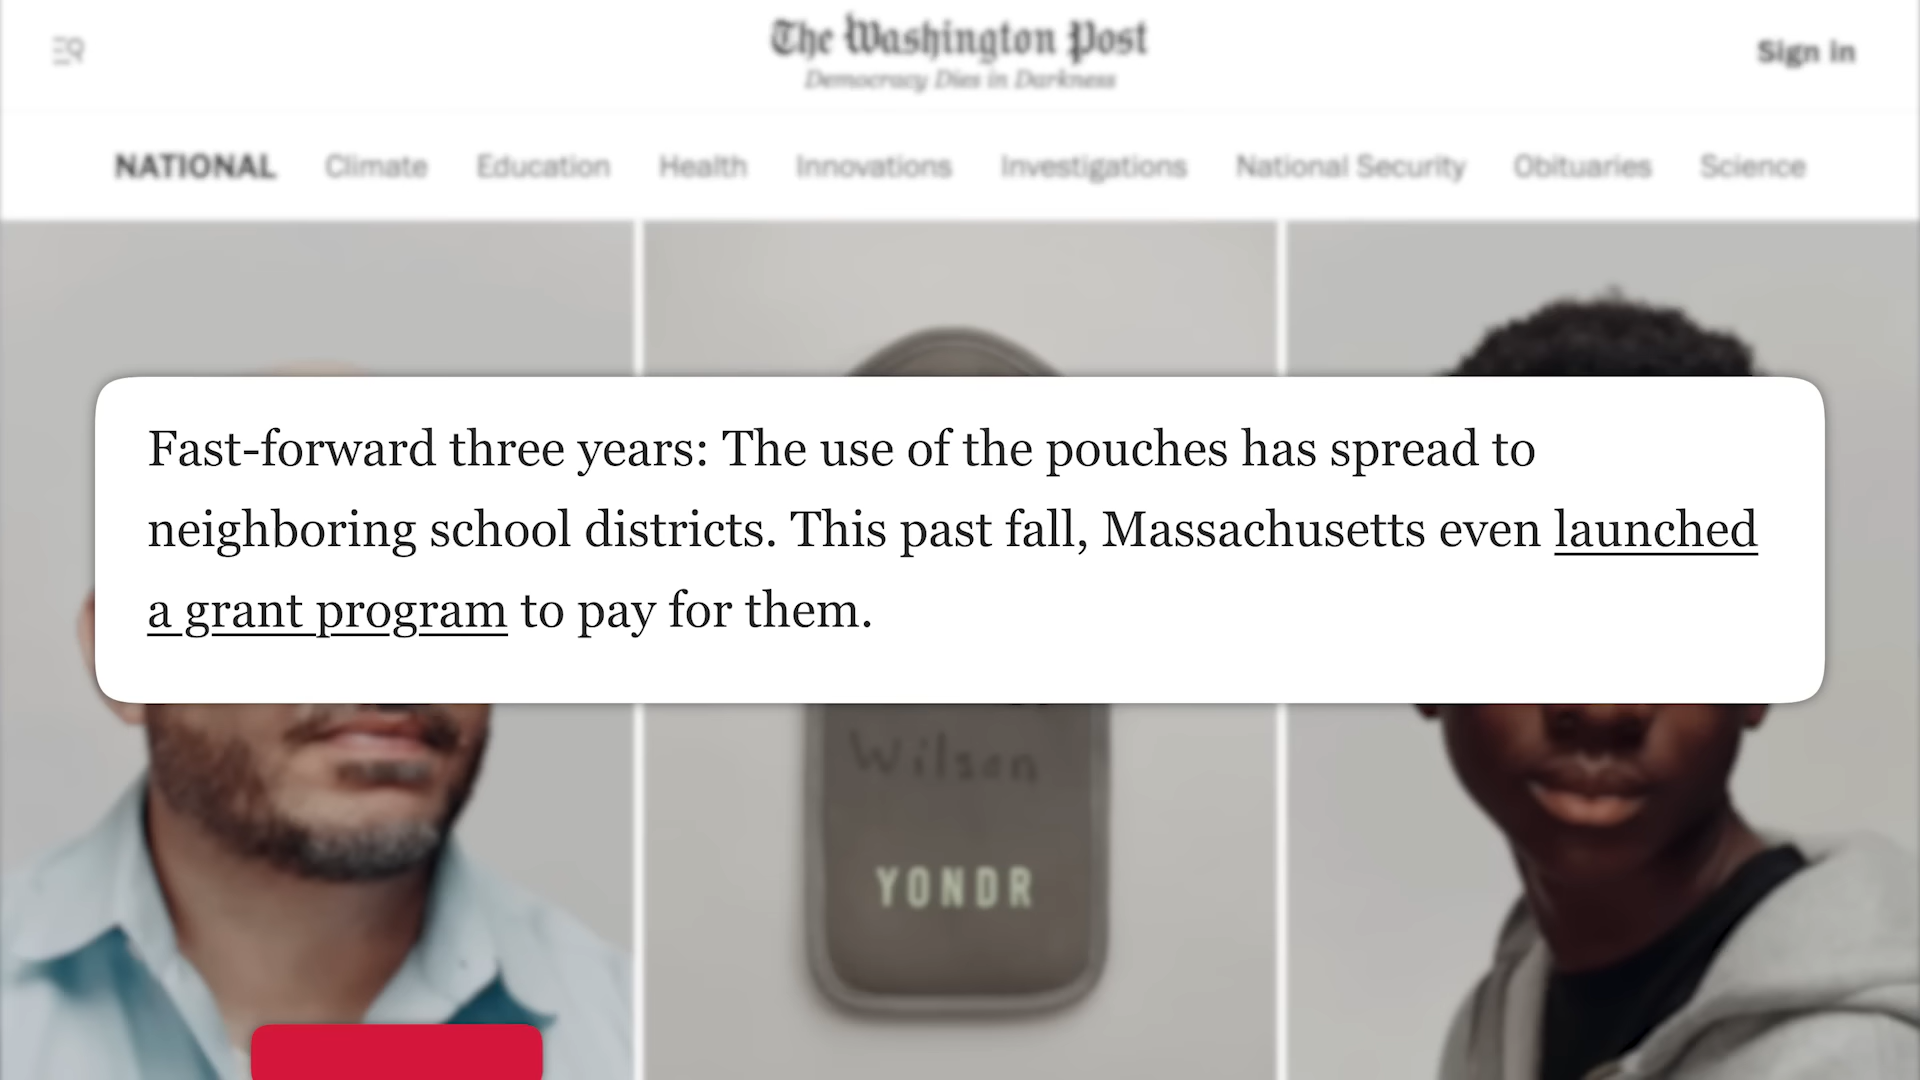 The Washington Post
Democracy Dies in Darkness
Sign in
NATIONAL Climate Education Health Innovations Investigations National Security Obituaries Science
Fast-forward three years: The use of the pouches has spread to
neighboring school districts. This past fall, Massachusetts even launched
a grant program to pay for them.
Wilson
YONDR